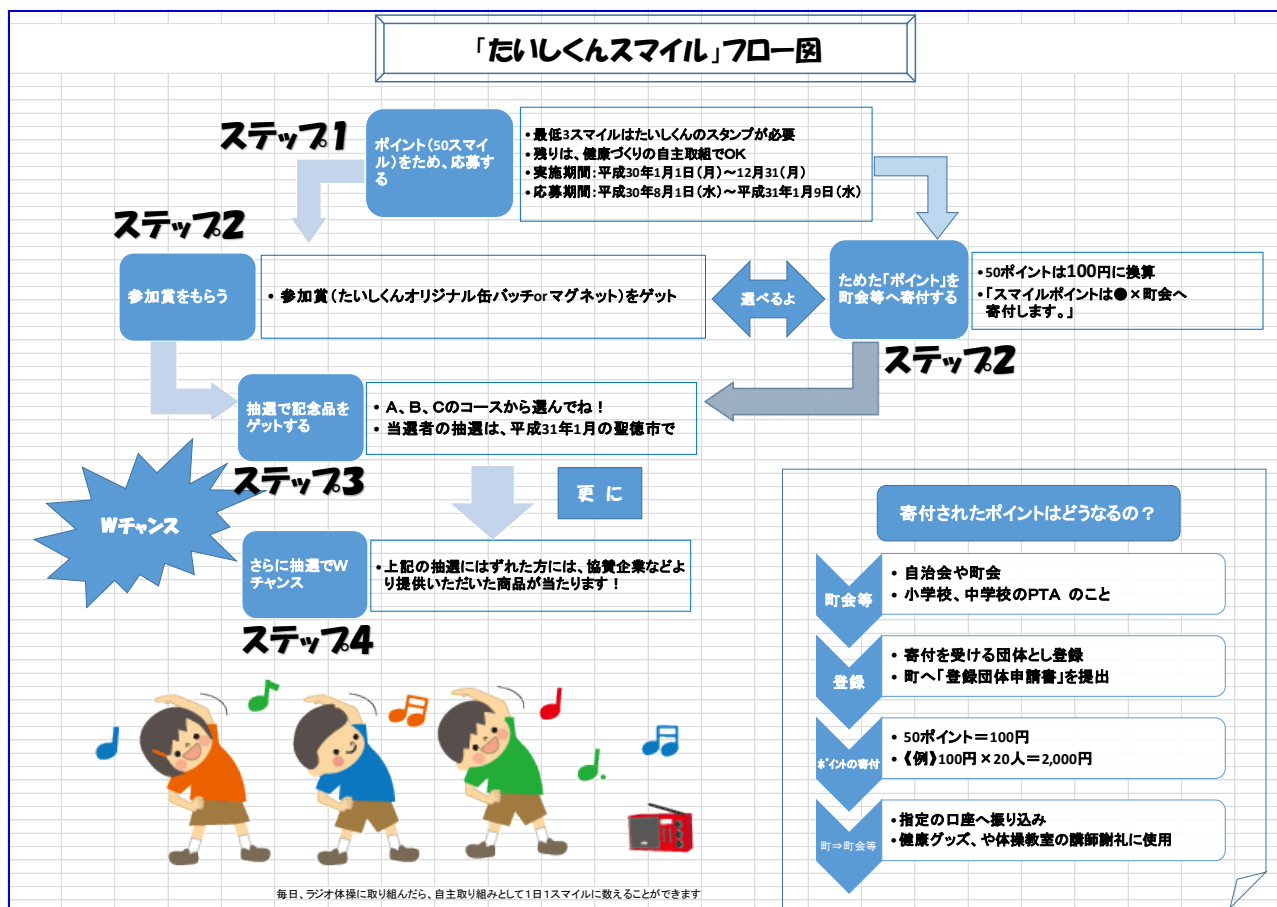 「たいしくんスマイル」フロー図
ステップ1
ポイント（50スマイ
ル）をため、応募す
る
・最低3スマイルはたいしくんのスタンプが必要
・残りは、健康づくりの自主取組でOK
・実施期間：平成30年1月1日（月）～12月31（月）
・応募期間：平成30年8月1日（水）～平成31年1月9日（水）
ステップ2
参加賞をもらう
・参加賞（たいしくんオリジナル缶バッチorマグネット）をゲット
選べるよ
ためた「ポイント」を
町会等へ寄付する
・50ポイントは100円に換算
・「スマイルポイントは●×町会へ
寄付します。」
ステップ2
抽選で記念品を
ゲットする
・A、B、Cのコースから選んでね！
・当選者の抽選は、平成31年1月の聖徳市で
ステップ3
Wチャンス
更 に
さらに抽選でW
チャンス
・上記の抽選にはずれた方には、協賛企業などよ
り提供いただいた商品が当たります！
ステップ4
毎日、ラジオ体操に取り組んだら、自主取り組みとして1日1スマイルに数えることができます
寄付されたポイントはどうなるの？
町会等
・自治会や町会
・小学校、中学校のPTA のこと
登録
・寄付を受ける団体とし登録
・町へ「登録団体申請書」を提出
ポイントの寄付
・50ポイント＝100円
・《例》100円×20人＝2,000円
町⇒町会等
・指定の口座へ振り込み
・健康グッズ、や体操教室の講師謝礼に使用